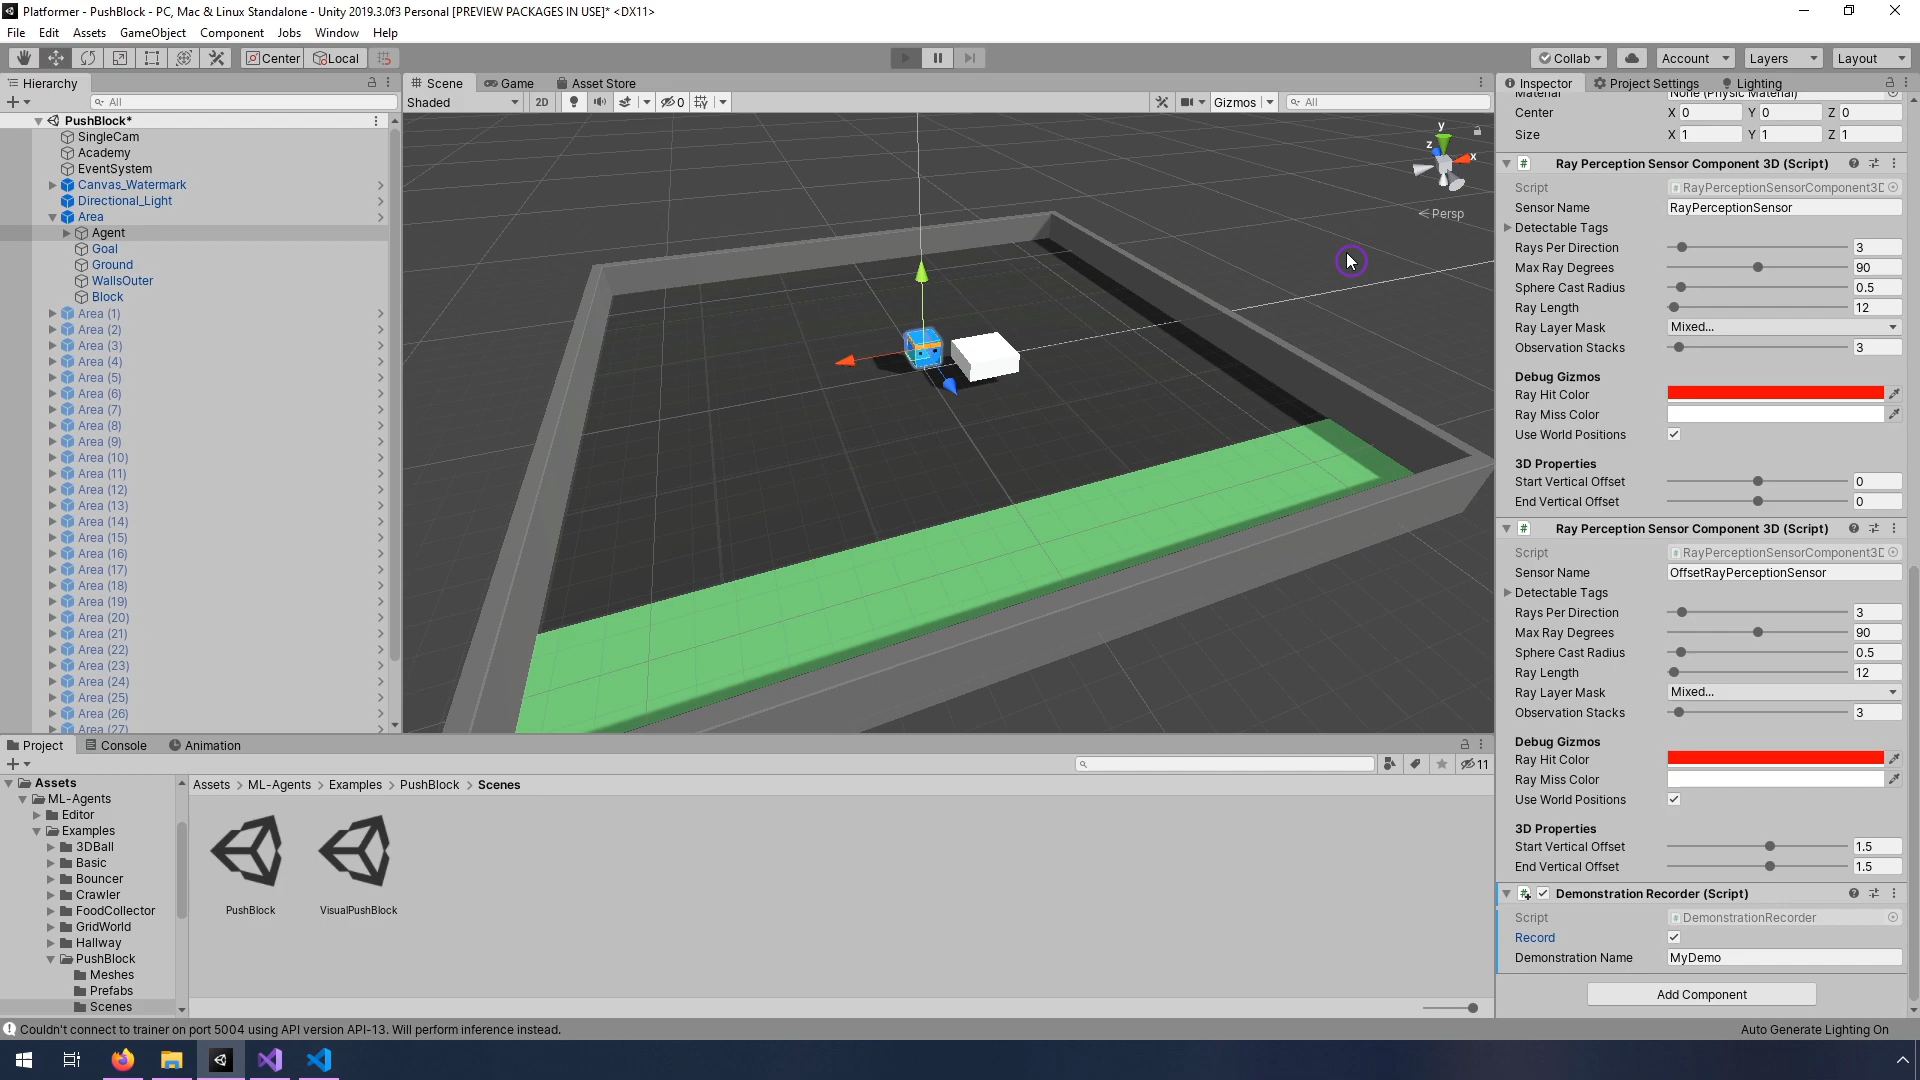 Platformer - PushBlock - PC, Mac & Linux Standalone - Unity 2019.3.0f3 Personal [PREVIEW PACKAGES IN USE]* <DX11>
File Edit Assets GameObject Component Jobs Window Help
Center Local Collab Account Layers Layout
Hierarchy
All
PushBlock*
SingleCam
Academy
EventSystem
Canvas_Watermark
Directional_Light
Area
Agent
Goal
Ground
WallsOuter
Block
Area (1)
Area (2)
Area (3)
Area (4)
Area (5)
Area (6)
Area (7)
Area (8)
Area (9)
Area (10)
Area (11)
Area (12)
Area (13)
Area (14)
Area (15)
Area (16)
Area (17)
Area (18)
Area (19)
Area (20)
Area (21)
Area (22)
Area (23)
Area (24)
Area (25)
Area (26)
Area (27)
Scene Game Asset Store
Shaded 2D 0 Gizmos All
y
z x
Persp
Inspector Project Settings Lighting
Material None (Physic Material)
Center X 0 Y 0 Z 0
Size X 1 Y 1 Z 1
Ray Perception Sensor Component 3D (Script)
Script RayPerceptionSensorComponent3D
Sensor Name RayPerceptionSensor
Detectable Tags
Rays Per Direction 3
Max Ray Degrees 90
Sphere Cast Radius 0.5
Ray Length 12
Ray Layer Mask Mixed...
Observation Stacks 3
Debug Gizmos
Ray Hit Color
Ray Miss Color
Use World Positions
3D Properties
Start Vertical Offset 0
End Vertical Offset 0
Ray Perception Sensor Component 3D (Script)
Script RayPerceptionSensorComponent3D
Sensor Name OffsetRayPerceptionSensor
Detectable Tags
Rays Per Direction 3
Max Ray Degrees 90
Sphere Cast Radius 0.5
Ray Length 12
Ray Layer Mask Mixed...
Observation Stacks 3
Debug Gizmos
Ray Hit Color
Ray Miss Color
Use World Positions
3D Properties
Start Vertical Offset 1.5
End Vertical Offset 1.5
Demonstration Recorder (Script)
Script DemonstrationRecorder
Record
Demonstration Name MyDemo
Add Component
Project Console Animation
11
Assets
ML-Agents
Editor
Examples
3DBall
Basic
Bouncer
Crawler
FoodCollector
GridWorld
Hallway
PushBlock
Meshes
Prefabs
Scenes
Assets > ML-Agents > Examples > PushBlock > Scenes
PushBlock VisualPushBlock
Couldn't connect to trainer on port 5004 using API version API-13. Will perform inference instead.
Auto Generate Lighting On